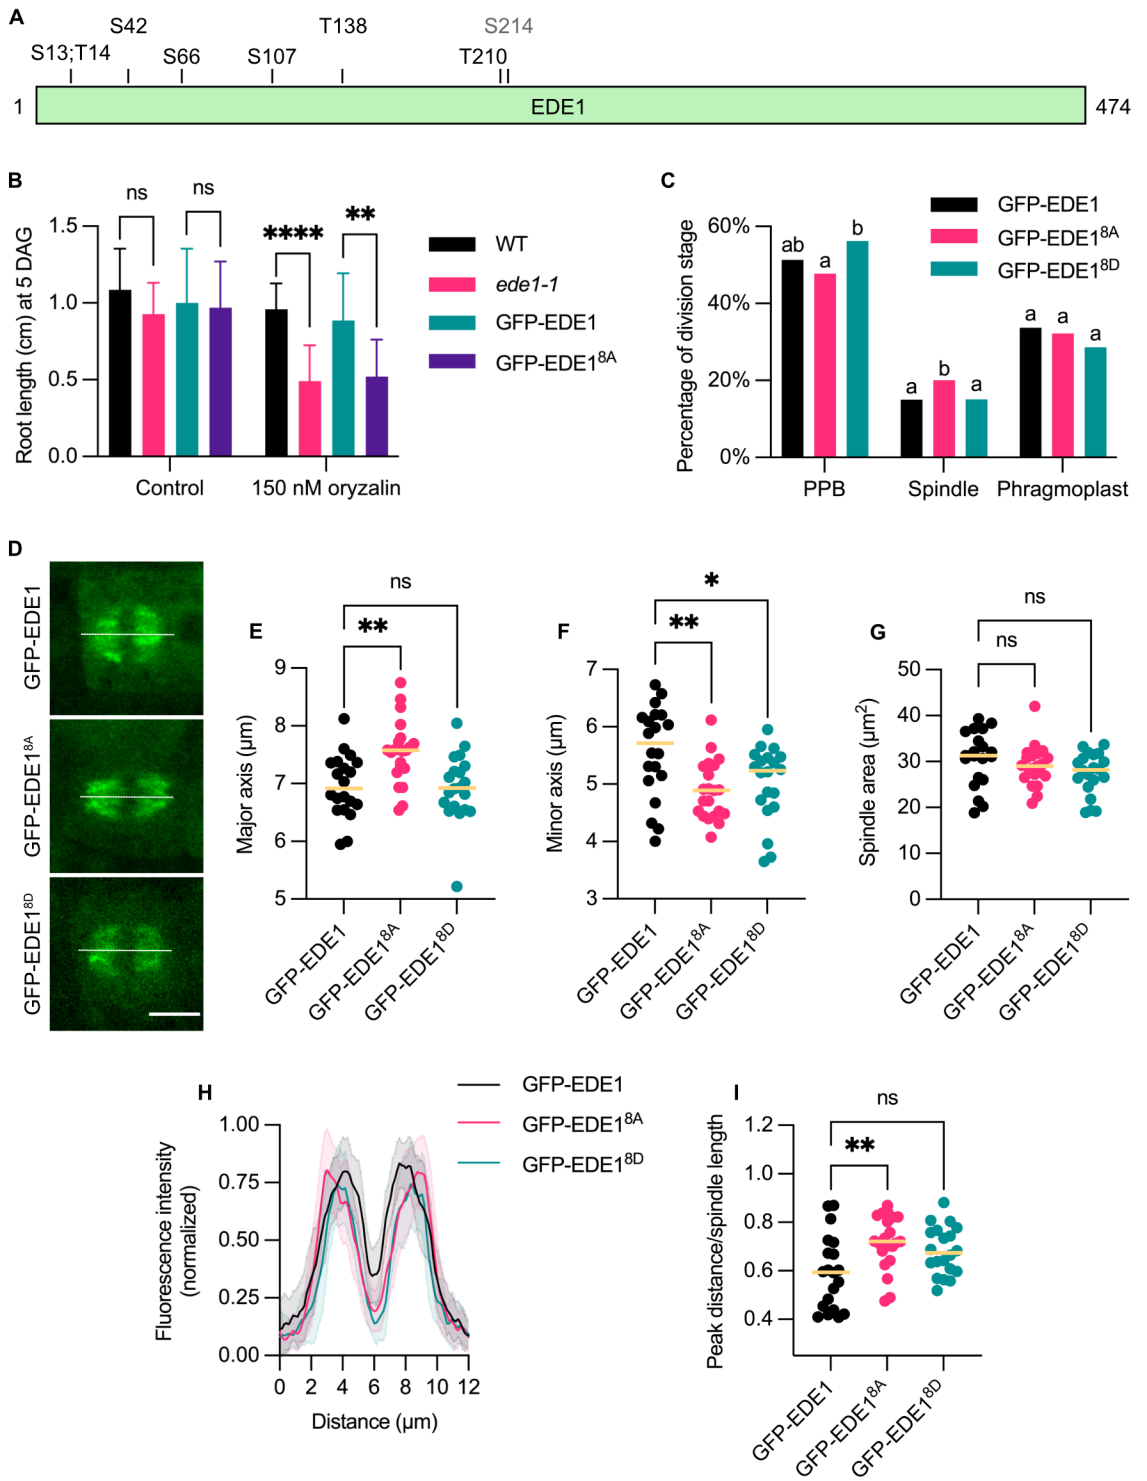 A
S42
T138
S214
S13;T14
S66
S107
T210
1
EDE1
474
B
ns
ns
****
**
Root length (cm) at 5 DAG
1.5
1.0
0.5
0.0
Control
150 nM oryzalin
WT
ede1-1
GFP-EDE1
GFP-EDE1^8A
C
GFP-EDE1
GFP-EDE1^8A
GFP-EDE1^8D
Percentage of division stage
60%
40%
20%
0%
ab
a
b
a
b
a
a
a
a
PPB
Spindle
Phragmoplast
D
GFP-EDE1
GFP-EDE1^8A
GFP-EDE1^8D
E
ns
**
Major axis (µm)
9
8
7
6
5
GFP-EDE1
GFP-EDE1^8A
GFP-EDE1^8D
F
*
**
Minor axis (µm)
7
6
5
4
3
GFP-EDE1
GFP-EDE1^8A
GFP-EDE1^8D
G
ns
ns
Spindle area (µm²)
50
40
30
20
10
0
GFP-EDE1
GFP-EDE1^8A
GFP-EDE1^8D
H
GFP-EDE1
GFP-EDE1^8A
GFP-EDE1^8D
Fluorescence intensity
(normalized)
1.00
0.75
0.50
0.25
0.00
0 2 4 6 8 10 12
Distance (µm)
I
ns
**
Peak distance/spindle length
1.2
1.0
0.8
0.6
0.4
GFP-EDE1
GFP-EDE1^8A
GFP-EDE1^8D